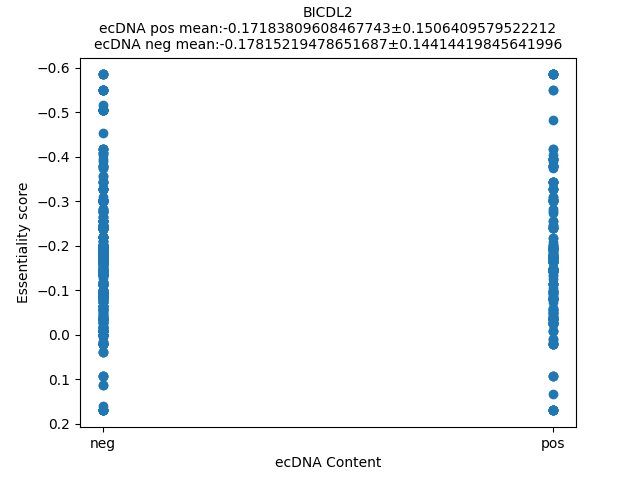 BICDL2
ecDNA pos mean:-0.17183809608467743±0.1506409579522212
ecDNA neg mean:-0.17815219478651687±0.14414419845641996
−0.6
−0.5
−0.4
−0.3
−0.2
−0.1
0.0
0.1
0.2
Essentiality score
neg
pos
ecDNA Content